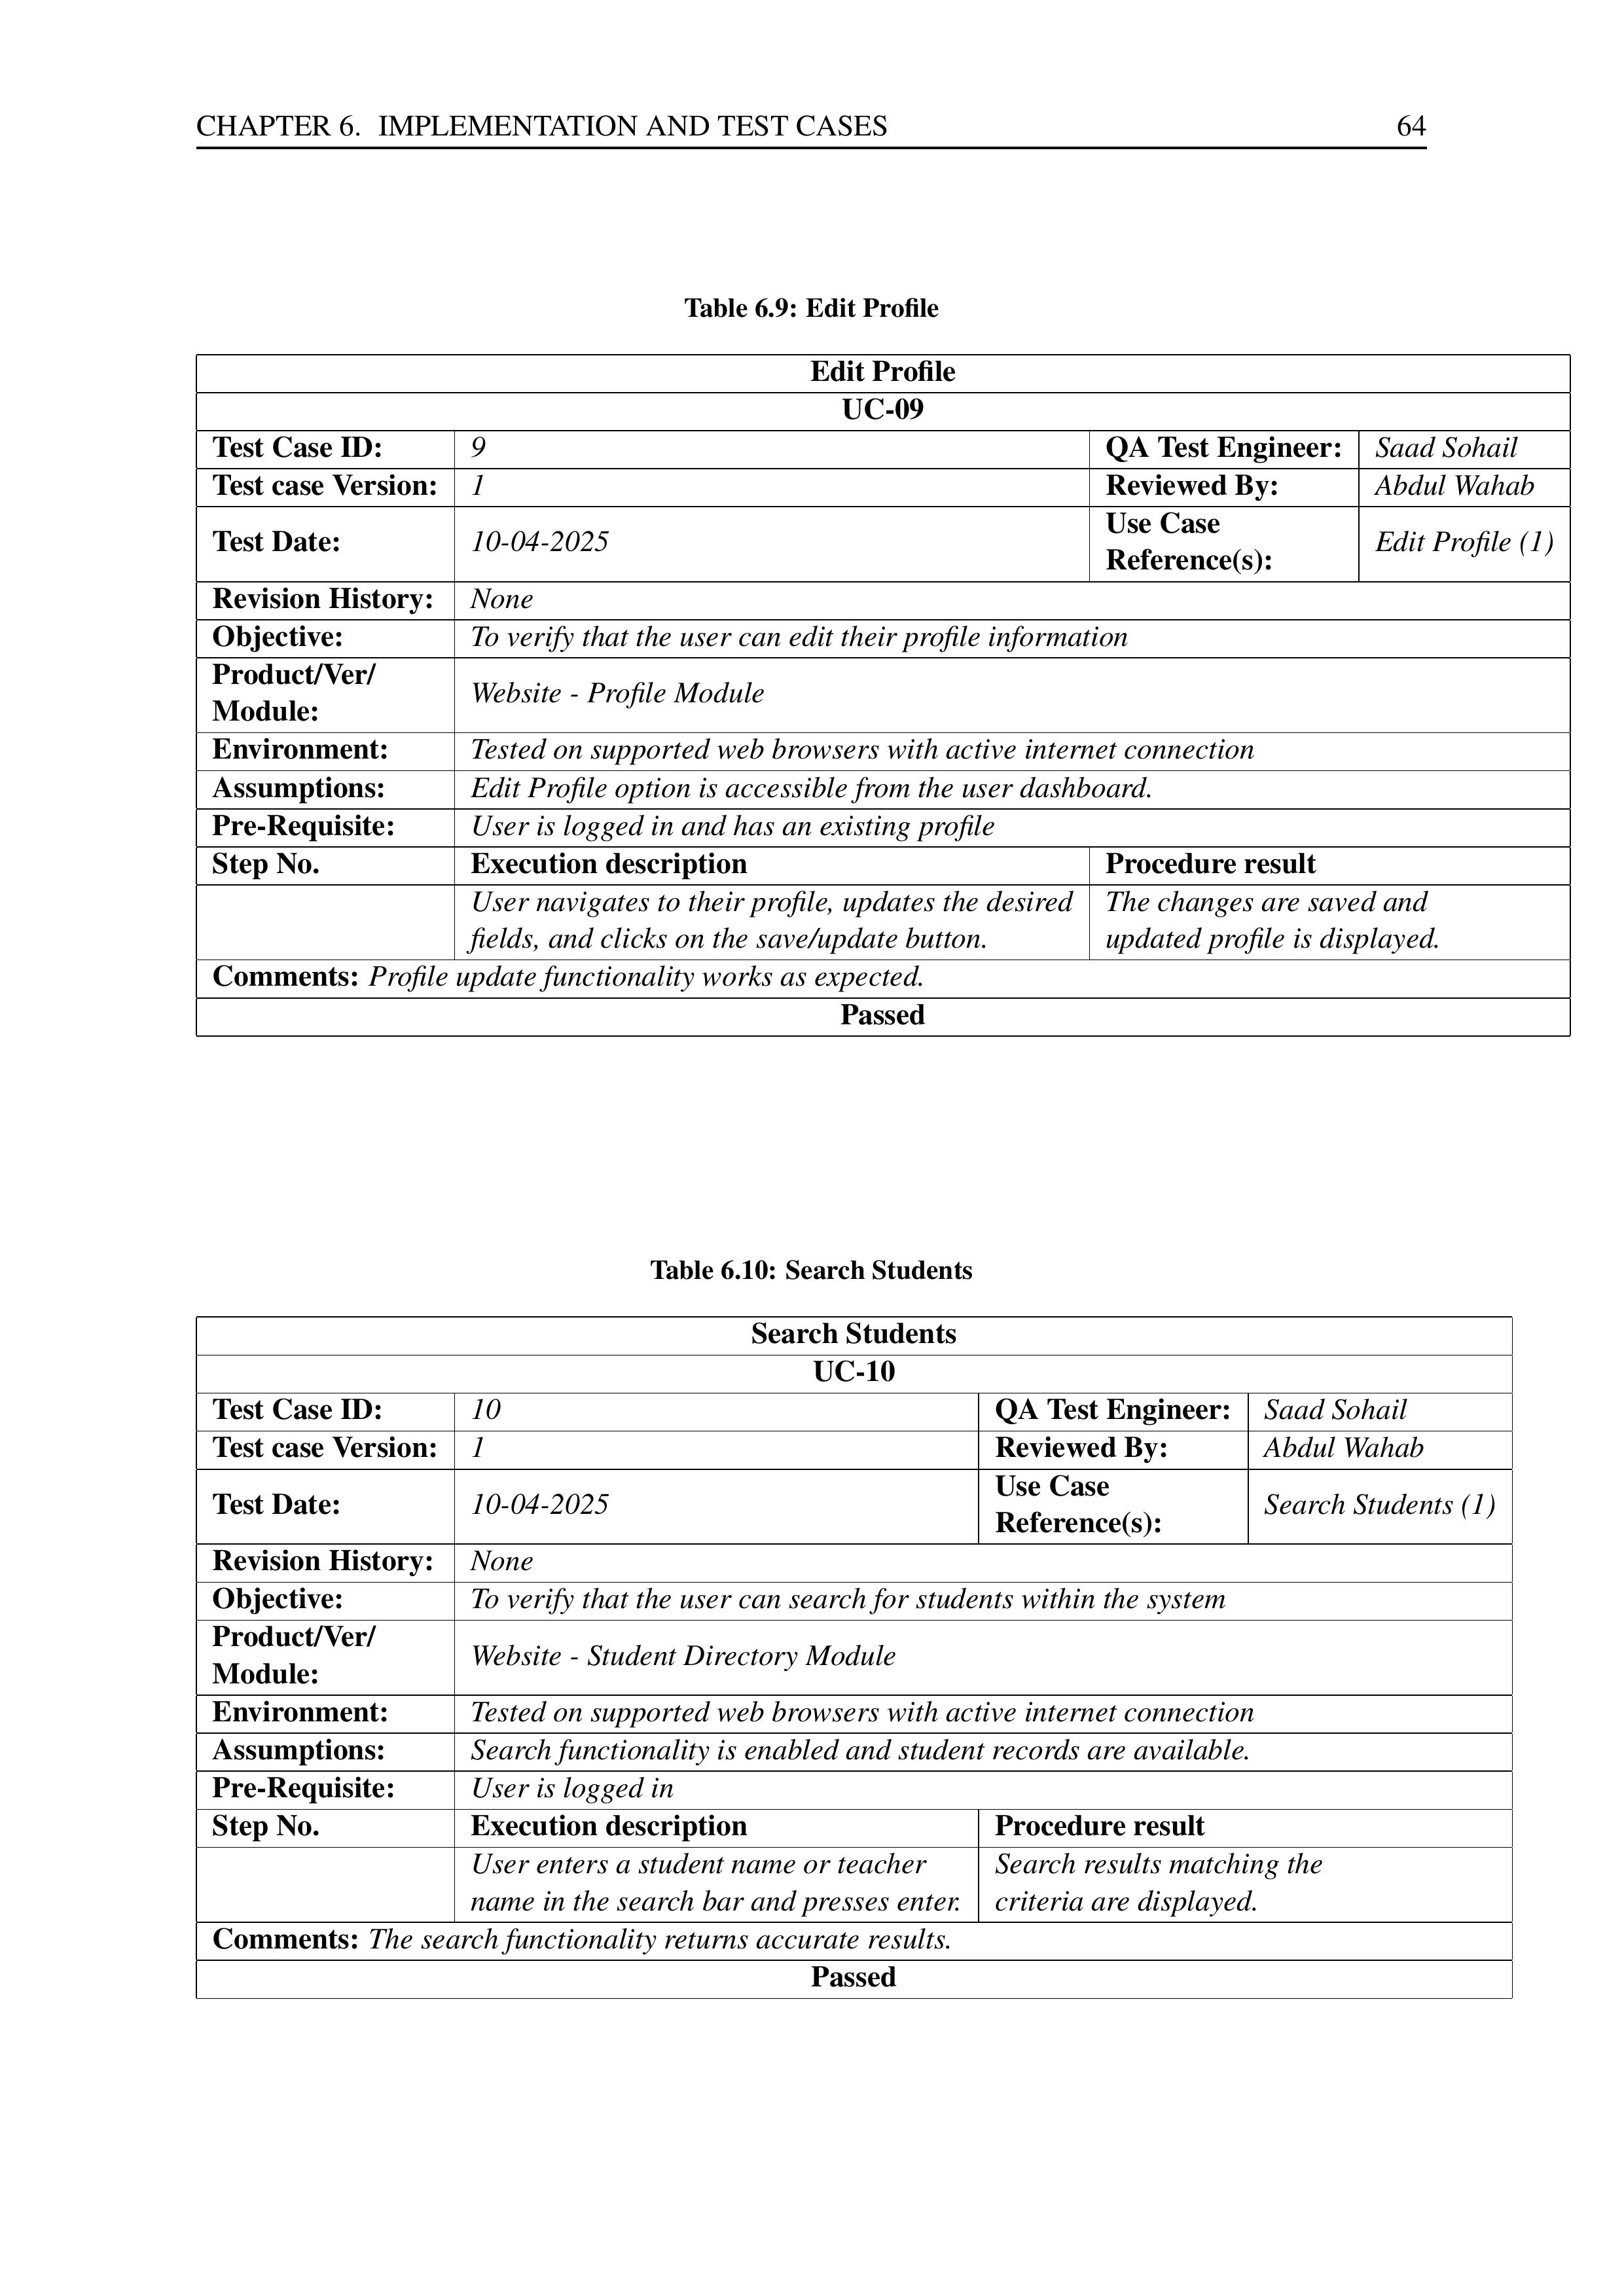 CHAPTER 6. IMPLEMENTATION AND TEST CASES 64
Table 6.9: Edit Profile
Edit Profile
UC-09
Test Case ID: 9 QA Test Engineer: Saad Sohail
Test case Version: 1 Reviewed By: Abdul Wahab
Test Date: 10-04-2025 Use Case Reference(s): Edit Profile (1)
Revision History: None
Objective: To verify that the user can edit their profile information
Product/Ver/
Module: Website - Profile Module
Environment: Tested on supported web browsers with active internet connection
Assumptions: Edit Profile option is accessible from the user dashboard.
Pre-Requisite: User is logged in and has an existing profile
Step No. Execution description Procedure result
User navigates to their profile, updates the desired
fields, and clicks on the save/update button.
The changes are saved and
updated profile is displayed.
Comments: Profile update functionality works as expected.
Passed
Table 6.10: Search Students
Search Students
UC-10
Test Case ID: 10 QA Test Engineer: Saad Sohail
Test case Version: 1 Reviewed By: Abdul Wahab
Test Date: 10-04-2025 Use Case Reference(s): Search Students (1)
Revision History: None
Objective: To verify that the user can search for students within the system
Product/Ver/
Module: Website - Student Directory Module
Environment: Tested on supported web browsers with active internet connection
Assumptions: Search functionality is enabled and student records are available.
Pre-Requisite: User is logged in
Step No. Execution description Procedure result
User enters a student name or teacher
name in the search bar and presses enter.
Search results matching the
criteria are displayed.
Comments: The search functionality returns accurate results.
Passed